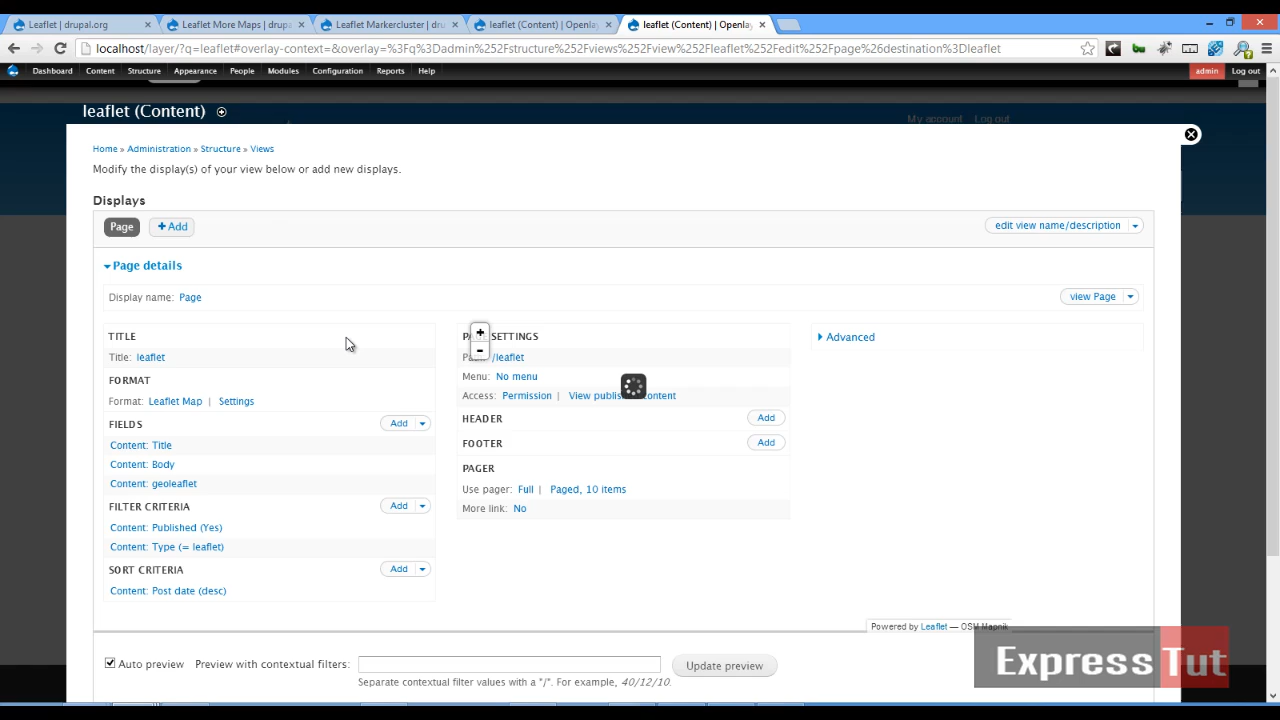 Leaflet | drupal.org
Leaflet More Maps | drupa
Leaflet Markercluster | dru
leaflet (Content) | Openlay
leaflet (Content) | Openlay
localhost/layer/?q=leaflet#overlay-context=&overlay=%3Fq%3Dadmin%252Fstructure%252Fviews%252Fview%252Fleaflet%252Fedit%252Fpage%26destination%3Dleaflet
Dashboard Content Structure Appearance People Modules Configuration Reports Help admin Log out
leaflet (Content)
My account Log out
Home » Administration » Structure » Views
Modify the display(s) of your view below or add new displays.
Displays
Page + Add edit view name/description
Page details
Display name: Page view Page
TITLE
Title: leaflet
FORMAT
Format: Leaflet Map | Settings
FIELDS Add
Content: Title
Content: Body
Content: geoleaflet
FILTER CRITERIA Add
Content: Published (Yes)
Content: Type (= leaflet)
SORT CRITERIA Add
Content: Post date (desc)
+
-
SETTINGS
/leaflet
Menu: No menu
Access: Permission | View
HEADER Add
FOOTER Add
PAGER
Use pager: Full | Paged, 10 items
More link: No
Advanced
Powered by Leaflet — OSM Mapnik
Auto preview Preview with contextual filters: Update preview
Separate contextual filter values with a "/". For example, 40/12/10.
Express Tut